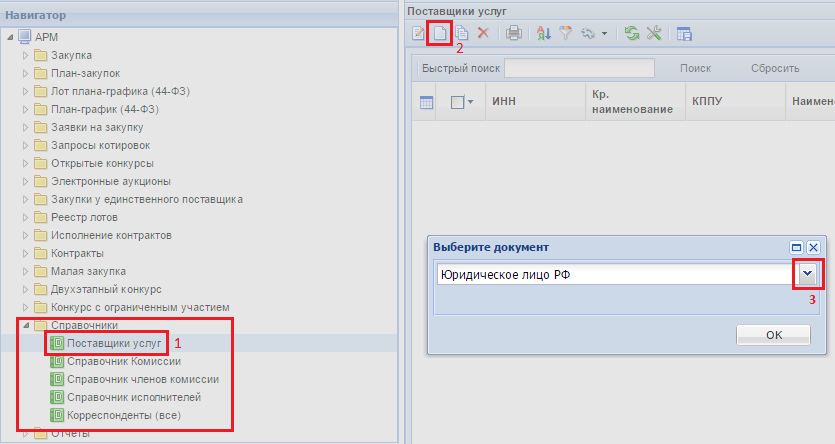 Навигатор
АРМ
Закупка
План-закупок
Лот плана-графика (44-ФЗ)
План-график (44-ФЗ)
Заявки на закупку
Запросы котировок
Открытые конкурсы
Электронные аукционы
Закупки у единственного поставщика
Реестр лотов
Исполнение контрактов
Контракты
Малая закупка
Двухэтапный конкурс
Конкурс с ограниченным участием
Справочники
Поставщики услуг 1
Справочник Комиссии
Справочник членов комиссии
Справочник исполнителей
Корреспонденты (все)
Отчеты
Поставщики услуг
2
Быстрый поиск Поиск Сбросить
ИНН Кр. наименование КППУ Наимен
Выберите документ
Юридическое лицо РФ
3
OK